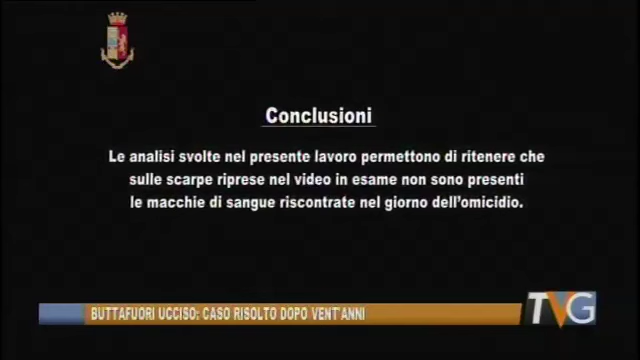 Conclusioni
Le analisi svolte nel presente lavoro permettono di ritenere che
sulle scarpe riprese nel video in esame non sono presenti
le macchie di sangue riscontrate nel giorno dell'omicidio.
BUTTAFUORI UCCISO: CASO RISOLTO DOPO VENT'ANNI
TVG